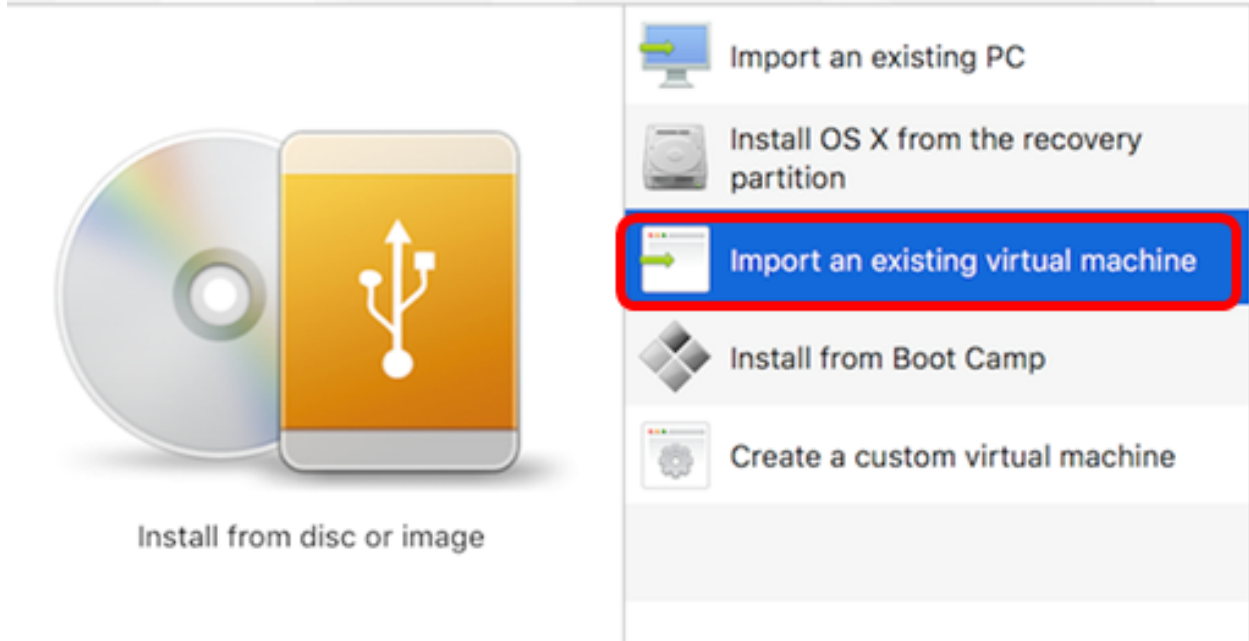 Install from disc or image
Import an existing PC
Install OS X from the recovery
partition
Import an existing virtual machine
Install from Boot Camp
Create a custom virtual machine